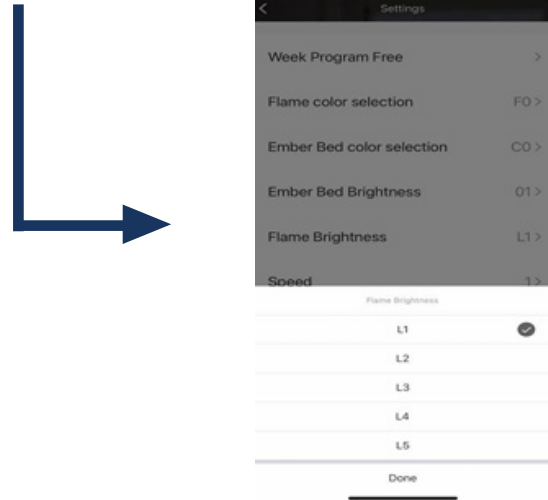 Settings
Week Program Free
Flame color selection F0 >
Ember Bed color selection C0 >
Ember Bed Brightness 01 >
Flame Brightness L1 >
Speed 1 >
Flame Brightness
L1
L2
L3
L4
L5
Done